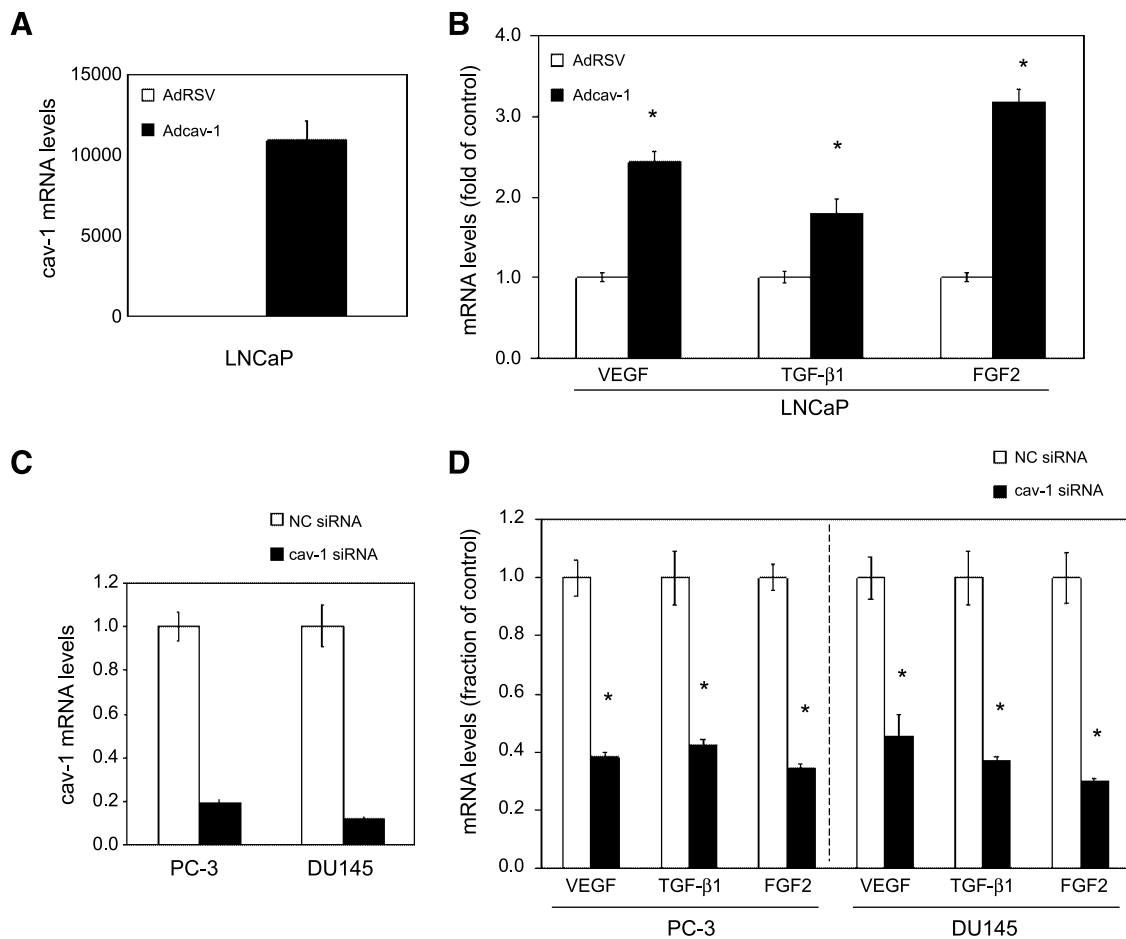 A
cav-1 mRNA levels
15000
10000
5000
0
AdRSV
Adcav-1
LNCaP
B
mRNA levels (fold of control)
4.0
3.0
2.0
1.0
0.0
AdRSV
Adcav-1
*
*
*
VEGF TGF-β1 FGF2
LNCaP
C
NC siRNA
cav-1 siRNA
cav-1 mRNA levels
1.2
1.0
0.8
0.6
0.4
0.2
0.0
PC-3 DU145
D
NC siRNA
cav-1 siRNA
mRNA levels (fraction of control)
1.2
1.0
0.8
0.6
0.4
0.2
0.0
*
*
*
*
*
*
VEGF TGF-β1 FGF2 VEGF TGF-β1 FGF2
PC-3 DU145